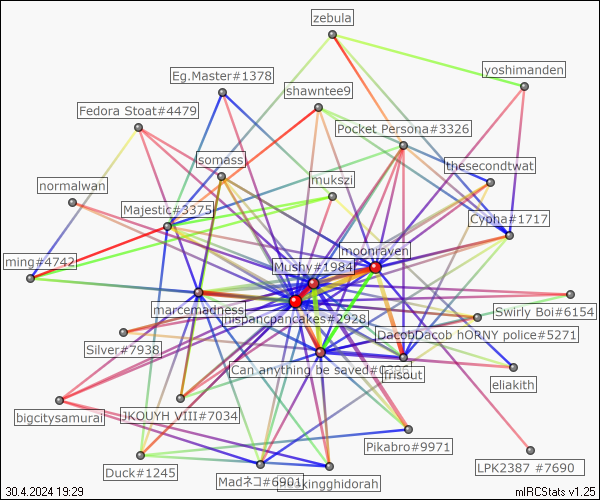 zebula
Eg.Master#1378
yoshimanden
shawntee9
Fedora Stoat#4479
Pocket Persona#3326
somass
thesecondtwat
normalwan
mukszi
Majestic#3375
Cypha#1717
moonrayen
ming#4742
Mushy#1984
marcemadness
hispancpancakes#2928
Swirly Boi#6154
DacobDacob hORNY police#5271
Silver#7938
Can anything be saved
frisout
eliakith
bigcitysamurai
JKOUYH VIII#7034
Pikabro#9971
LPK2387 #7690
Duck#1245
Madネコ#6901
kingghidorah
30.4.2024 19:29
mIRCStats v1.25